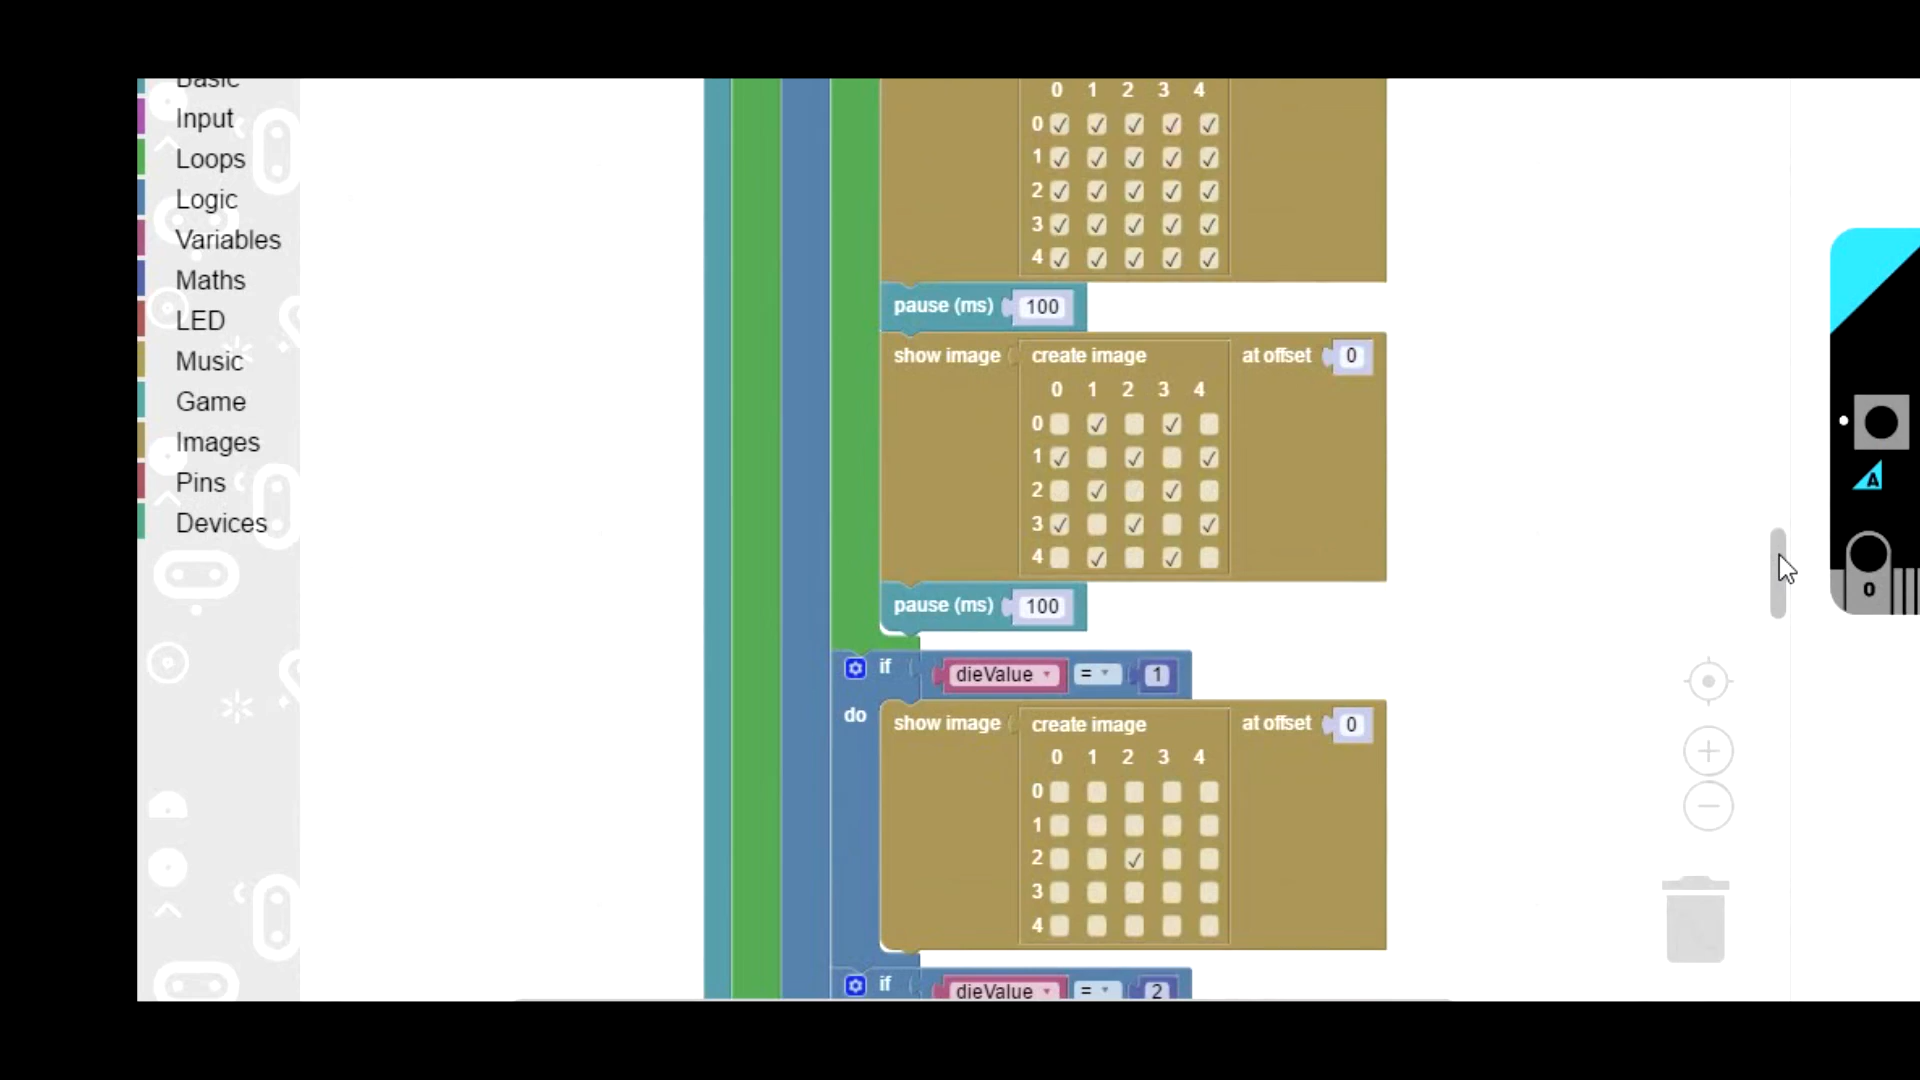 Basic
Input
Loops
Logic
Variables
Maths
LED
Music
Game
Images
Pins
Devices
0 1 2 3 4
0
1
2
3
4
pause (ms) 100
show image create image at offset 0
0 1 2 3 4
0
1
2
3
4
pause (ms) 100
if dieValue = 1
do show image create image at offset 0
0 1 2 3 4
0
1
2
3
4
if dieValue = 2
A
0